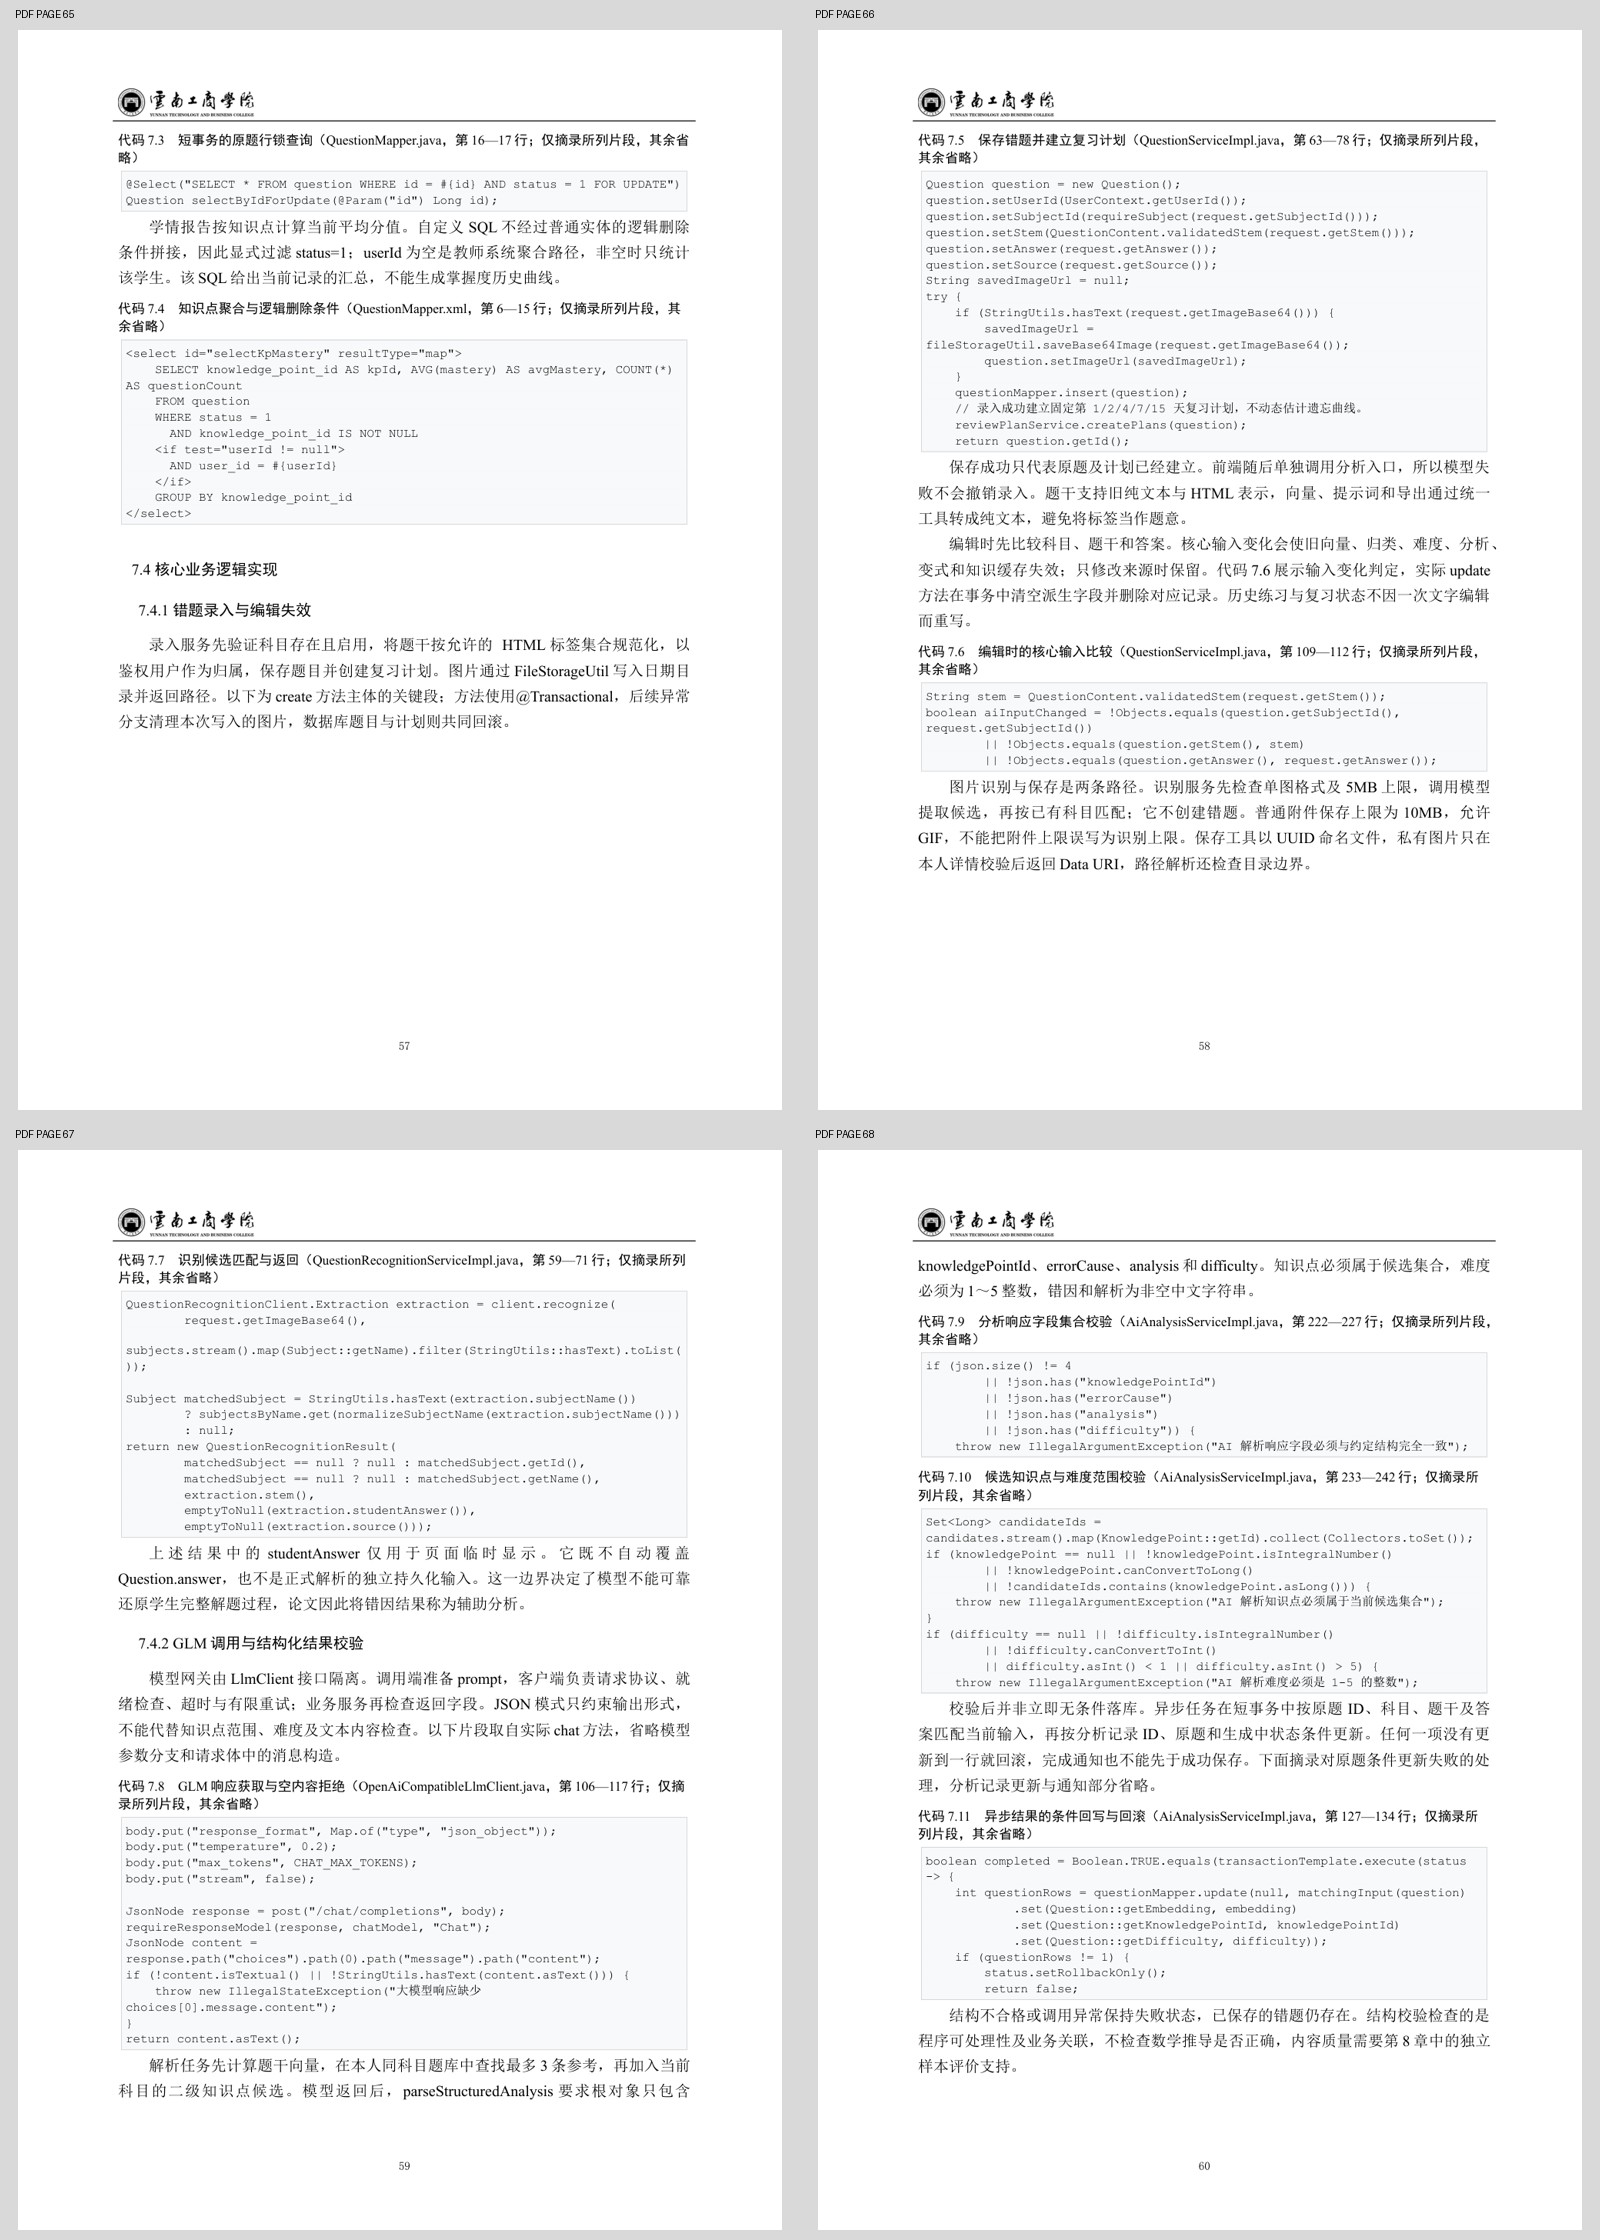 PDF PAGE 65
雲南工商學院
YUNNAN TECHNOLOGY AND BUSINESS COLLEGE
代码 7.3 短事务的原题行锁查询（QuestionMapper.java，第 16—17 行；仅摘录所列片段，其余省
略）
@Select("SELECT * FROM question WHERE id = #{id} AND status = 1 FOR UPDATE")
Question selectByIdForUpdate(@Param("id") Long id);
学情报告按知识点计算当前平均分值。自定义 SQL 不经过普通实体的逻辑删除
条件拼接，因此显式过滤 status=1；userId 为空是教师系统聚合路径，非空时只统计
该学生。该 SQL 给出当前记录的汇总，不能生成掌握度历史曲线。
代码 7.4 知识点聚合与逻辑删除条件（QuestionMapper.xml，第 6—15 行；仅摘录所列片段，其
余省略）
<select id="selectKpMastery" resultType="map">
    SELECT knowledge_point_id AS kpId, AVG(mastery) AS avgMastery, COUNT(*)
AS questionCount
    FROM question
    WHERE status = 1
      AND knowledge_point_id IS NOT NULL
    <if test="userId != null">
      AND user_id = #{userId}
    </if>
    GROUP BY knowledge_point_id
</select>
7.4 核心业务逻辑实现
7.4.1 错题录入与编辑失效
录入服务先验证科目存在且启用，将题干按允许的 HTML 标签集合规范化，以
鉴权用户作为归属，保存题目并创建复习计划。图片通过 FileStorageUtil 写入日期目
录并返回路径。以下为 create 方法主体的关键段；方法使用@Transactional，后续异常
分支清理本次写入的图片，数据库题目与计划则共同回滚。
57
PDF PAGE 66
雲南工商學院
YUNNAN TECHNOLOGY AND BUSINESS COLLEGE
代码 7.5 保存错题并建立复习计划（QuestionServiceImpl.java，第 63—78 行；仅摘录所列片段，
其余省略）
Question question = new Question();
question.setUserId(UserContext.getUserId());
question.setSubjectId(requireSubject(request.getSubjectId()));
question.setStem(QuestionContent.validatedStem(request.getStem()));
question.setAnswer(request.getAnswer());
question.setSource(request.getSource());
String savedImageUrl = null;
try {
    if (StringUtils.hasText(request.getImageBase64())) {
        savedImageUrl =
fileStorageUtil.saveBase64Image(request.getImageBase64());
        question.setImageUrl(savedImageUrl);
    }
    questionMapper.insert(question);
    // 录入成功建立固定第 1/2/4/7/15 天复习计划，不动态估计遗忘曲线。
    reviewPlanService.createPlans(question);
    return question.getId();
保存成功只代表原题及计划已经建立。前端随后单独调用分析入口，所以模型失
败不会撤销录入。题干支持旧纯文本与 HTML 表示，向量、提示词和导出通过统一
工具转成纯文本，避免将标签当作题意。
编辑时先比较科目、题干和答案。核心输入变化会使旧向量、归类、难度、分析、
变式和知识缓存失效；只修改来源时保留。代码 7.6 展示输入变化判定，实际 update
方法在事务中清空派生字段并删除对应记录。历史练习与复习状态不因一次文字编辑
而重写。
代码 7.6 编辑时的核心输入比较（QuestionServiceImpl.java，第 109—112 行；仅摘录所列片段，
其余省略）
String stem = QuestionContent.validatedStem(request.getStem());
boolean aiInputChanged = !Objects.equals(question.getSubjectId(),
request.getSubjectId())
        || !Objects.equals(question.getStem(), stem)
        || !Objects.equals(question.getAnswer(), request.getAnswer());
图片识别与保存是两条路径。识别服务先检查单图格式及 5MB 上限，调用模型
提取候选，再按已有科目匹配；它不创建错题。普通附件保存上限为 10MB，允许
GIF，不能把附件上限误写为识别上限。保存工具以 UUID 命名文件，私有图片只在
本人详情校验后返回 Data URI，路径解析还检查目录边界。
58
PDF PAGE 67
雲南工商學院
YUNNAN TECHNOLOGY AND BUSINESS COLLEGE
代码 7.7 识别候选匹配与返回（QuestionRecognitionServiceImpl.java，第 59—71 行；仅摘录所列
片段，其余省略）
QuestionRecognitionClient.Extraction extraction = client.recognize(
        request.getImageBase64(),
subjects.stream().map(Subject::getName).filter(StringUtils::hasText).toList(
));
Subject matchedSubject = StringUtils.hasText(extraction.subjectName())
        ? subjectsByName.get(normalizeSubjectName(extraction.subjectName()))
        : null;
return new QuestionRecognitionResult(
        matchedSubject == null ? null : matchedSubject.getId(),
        matchedSubject == null ? null : matchedSubject.getName(),
        extraction.stem(),
        emptyToNull(extraction.studentAnswer()),
        emptyToNull(extraction.source()));
上述结果中的 studentAnswer 仅用于页面临时显示。它既不自动覆盖
Question.answer，也不是正式解析的独立持久化输入。这一边界决定了模型不能可靠
还原学生完整解题过程，论文因此将错因结果称为辅助分析。
7.4.2 GLM 调用与结构化结果校验
模型网关由 LlmClient 接口隔离。调用端准备 prompt，客户端负责请求协议、就
绪检查、超时与有限重试；业务服务再检查返回字段。JSON 模式只约束输出形式，
不能代替知识点范围、难度及文本内容检查。以下片段取自实际 chat 方法，省略模型
参数分支和请求体中的消息构造。
代码 7.8 GLM 响应获取与空内容拒绝（OpenAiCompatibleLlmClient.java，第 106—117 行；仅摘
录所列片段，其余省略）
body.put("response_format", Map.of("type", "json_object"));
body.put("temperature", 0.2);
body.put("max_tokens", CHAT_MAX_TOKENS);
body.put("stream", false);
JsonNode response = post("/chat/completions", body);
requireResponseModel(response, chatModel, "Chat");
JsonNode content =
response.path("choices").path(0).path("message").path("content");
if (!content.isTextual() || !StringUtils.hasText(content.asText())) {
    throw new IllegalStateException("大模型响应缺少
choices[0].message.content");
}
return content.asText();
解析任务先计算题干向量，在本人同科目题库中查找最多 3 条参考，再加入当前
科目的二级知识点候选。模型返回后，parseStructuredAnalysis 要求根对象只包含
59
PDF PAGE 68
雲南工商學院
YUNNAN TECHNOLOGY AND BUSINESS COLLEGE
knowledgePointId、errorCause、analysis 和 difficulty。知识点必须属于候选集合，难度
必须为 1～5 整数，错因和解析为非空中文字符串。
代码 7.9 分析响应字段集合校验（AiAnalysisServiceImpl.java，第 222—227 行；仅摘录所列片段，
其余省略）
if (json.size() != 4
        || !json.has("knowledgePointId")
        || !json.has("errorCause")
        || !json.has("analysis")
        || !json.has("difficulty")) {
    throw new IllegalArgumentException("AI 解析响应字段必须与约定结构完全一致");
代码 7.10 候选知识点与难度范围校验（AiAnalysisServiceImpl.java，第 233—242 行；仅摘录所
列片段，其余省略）
Set<Long> candidateIds =
candidates.stream().map(KnowledgePoint::getId).collect(Collectors.toSet());
if (knowledgePoint == null || !knowledgePoint.isIntegralNumber()
        || !knowledgePoint.canConvertToLong()
        || !candidateIds.contains(knowledgePoint.asLong())) {
    throw new IllegalArgumentException("AI 解析知识点必须属于当前候选集合");
}
if (difficulty == null || !difficulty.isIntegralNumber()
        || !difficulty.canConvertToInt()
        || difficulty.asInt() < 1 || difficulty.asInt() > 5) {
    throw new IllegalArgumentException("AI 解析难度必须是 1-5 的整数");
校验后并非立即无条件落库。异步任务在短事务中按原题 ID、科目、题干及答
案匹配当前输入，再按分析记录 ID、原题和生成中状态条件更新。任何一项没有更
新到一行就回滚，完成通知也不能先于成功保存。下面摘录对原题条件更新失败的处
理，分析记录更新与通知部分省略。
代码 7.11 异步结果的条件回写与回滚（AiAnalysisServiceImpl.java，第 127—134 行；仅摘录所
列片段，其余省略）
boolean completed = Boolean.TRUE.equals(transactionTemplate.execute(status
-> {
    int questionRows = questionMapper.update(null, matchingInput(question)
            .set(Question::getEmbedding, embedding)
            .set(Question::getKnowledgePointId, knowledgePointId)
            .set(Question::getDifficulty, difficulty));
    if (questionRows != 1) {
        status.setRollbackOnly();
        return false;
结构不合格或调用异常保持失败状态，已保存的错题仍存在。结构校验检查的是
程序可处理性及业务关联，不检查数学推导是否正确，内容质量需要第 8 章中的独立
样本评价支持。
60